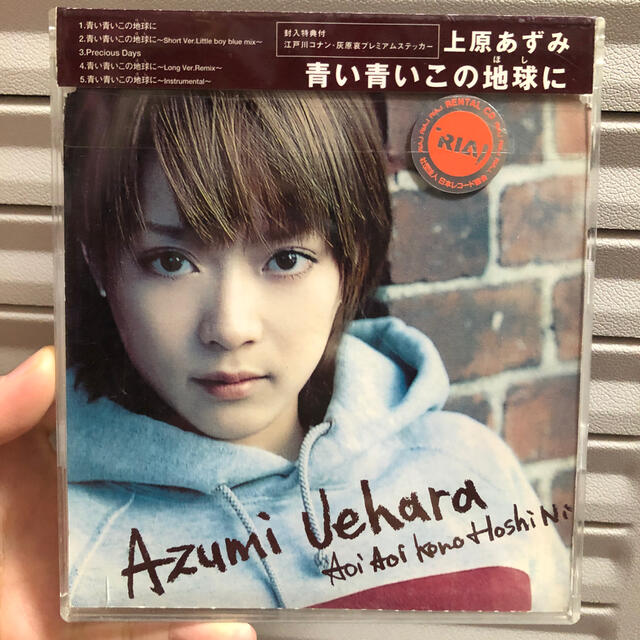 1.青い青いこの地球に
2.青い青いこの地球に〜Short Ver.Little boy blue mix〜
3.Precious Days
4.青い青いこの地球に〜Long Ver.Remix〜
5.青い青いこの地球に〜Instrumental〜
封入特典付
江戸川コナン・灰原哀プレミアムステッカー
上原あずみ
ほし
青い青いこの地球に
RENTAL CD
RIAJ
社団法人 日本レコード協会
Azumi Uehara
Aoi Aoi Kono Hoshi Ni